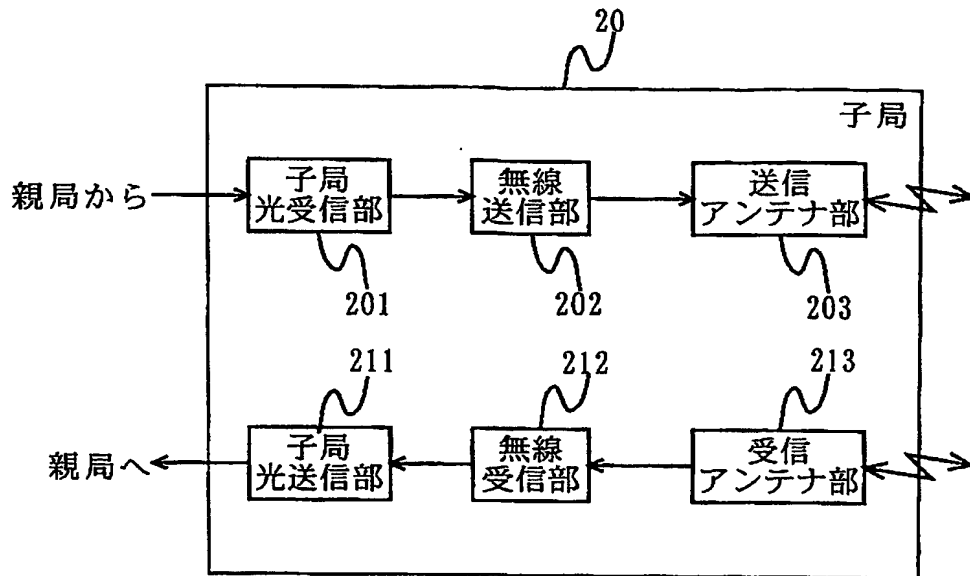 20
子局
親局から
子局
光受信部
無線
送信部
送信
アンテナ部
201
202
203
211
212
213
親局へ
子局
光送信部
無線
受信部
受信
アンテナ部